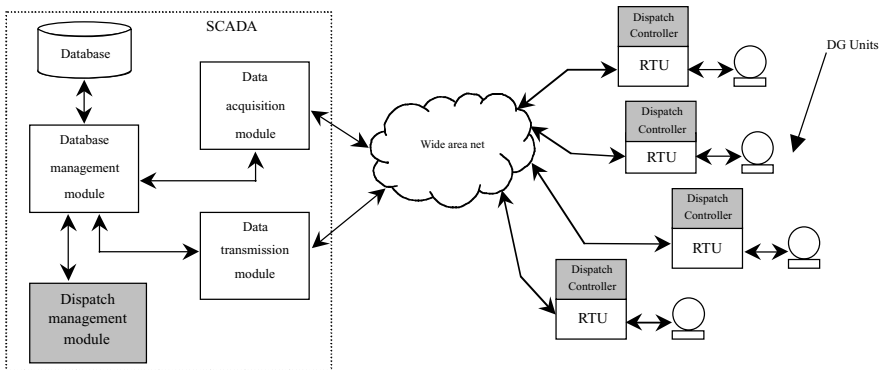 SCADA
Database
Database
management
module
Dispatch
management
module
Data
acquisition
module
Data
transmission
module
Wide area net
Dispatch
Controller
RTU
DG Units
Dispatch
Controller
RTU
Dispatch
Controller
RTU
Dispatch
Controller
RTU